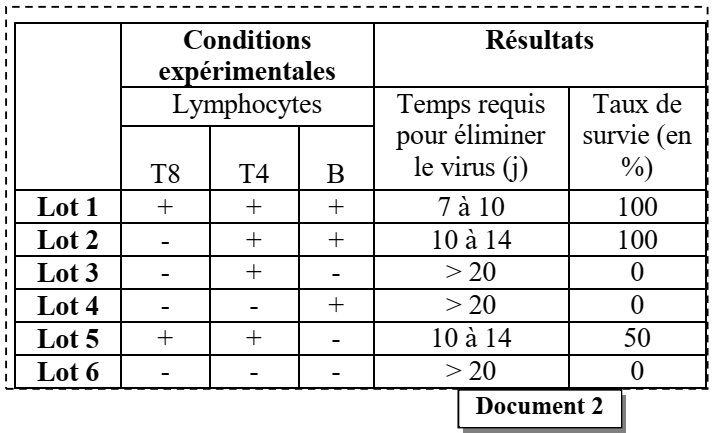 Conditions expérimentales Résultats
Lymphocytes Temps requis pour éliminer le virus (j) Taux de survie (en %)
T8 T4 B
Lot 1 + + + 7 à 10 100
Lot 2 - + + 10 à 14 100
Lot 3 - + - > 20 0
Lot 4 - - + > 20 0
Lot 5 + + - 10 à 14 50
Lot 6 - - - > 20 0
Document 2